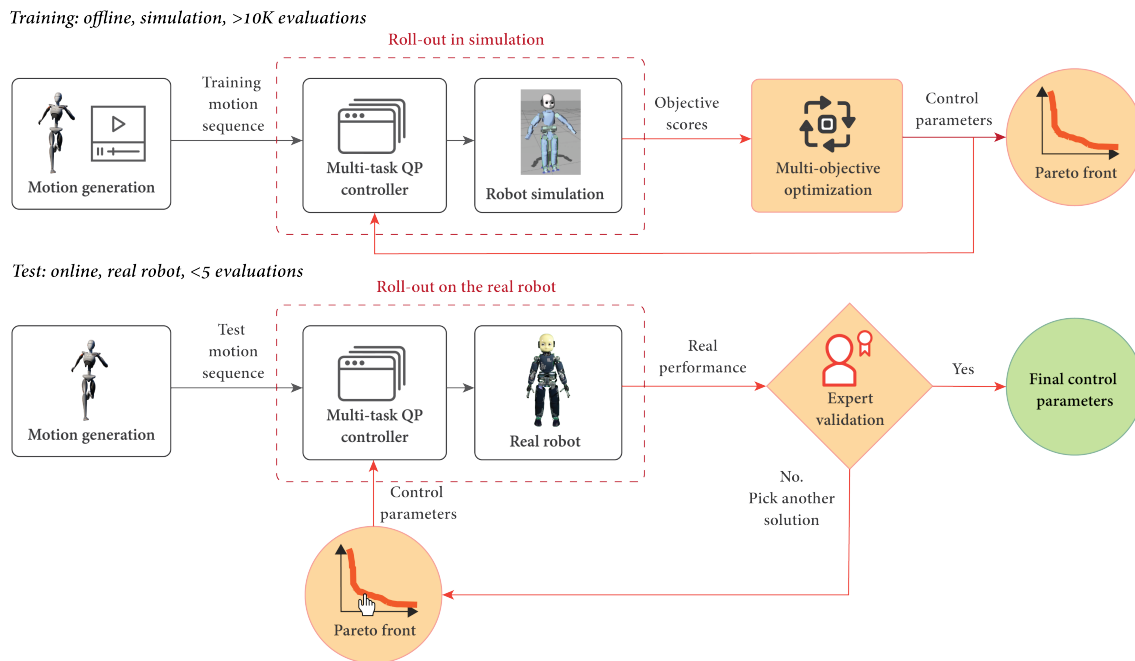 Training: offline, simulation, >10K evaluations
Roll-out in simulation
Training
motion
sequence
Motion generation
Multi-task QP
controller
Robot simulation
Objective
scores
Multi-objective
optimization
Control
parameters
Pareto front
Test: online, real robot, <5 evaluations
Roll-out on the real robot
Test
motion
sequence
Motion generation
Multi-task QP
controller
Real robot
Real
performance
Expert
validation
Yes
Final control
parameters
No.
Pick another
solution
Control
parameters
Pareto front